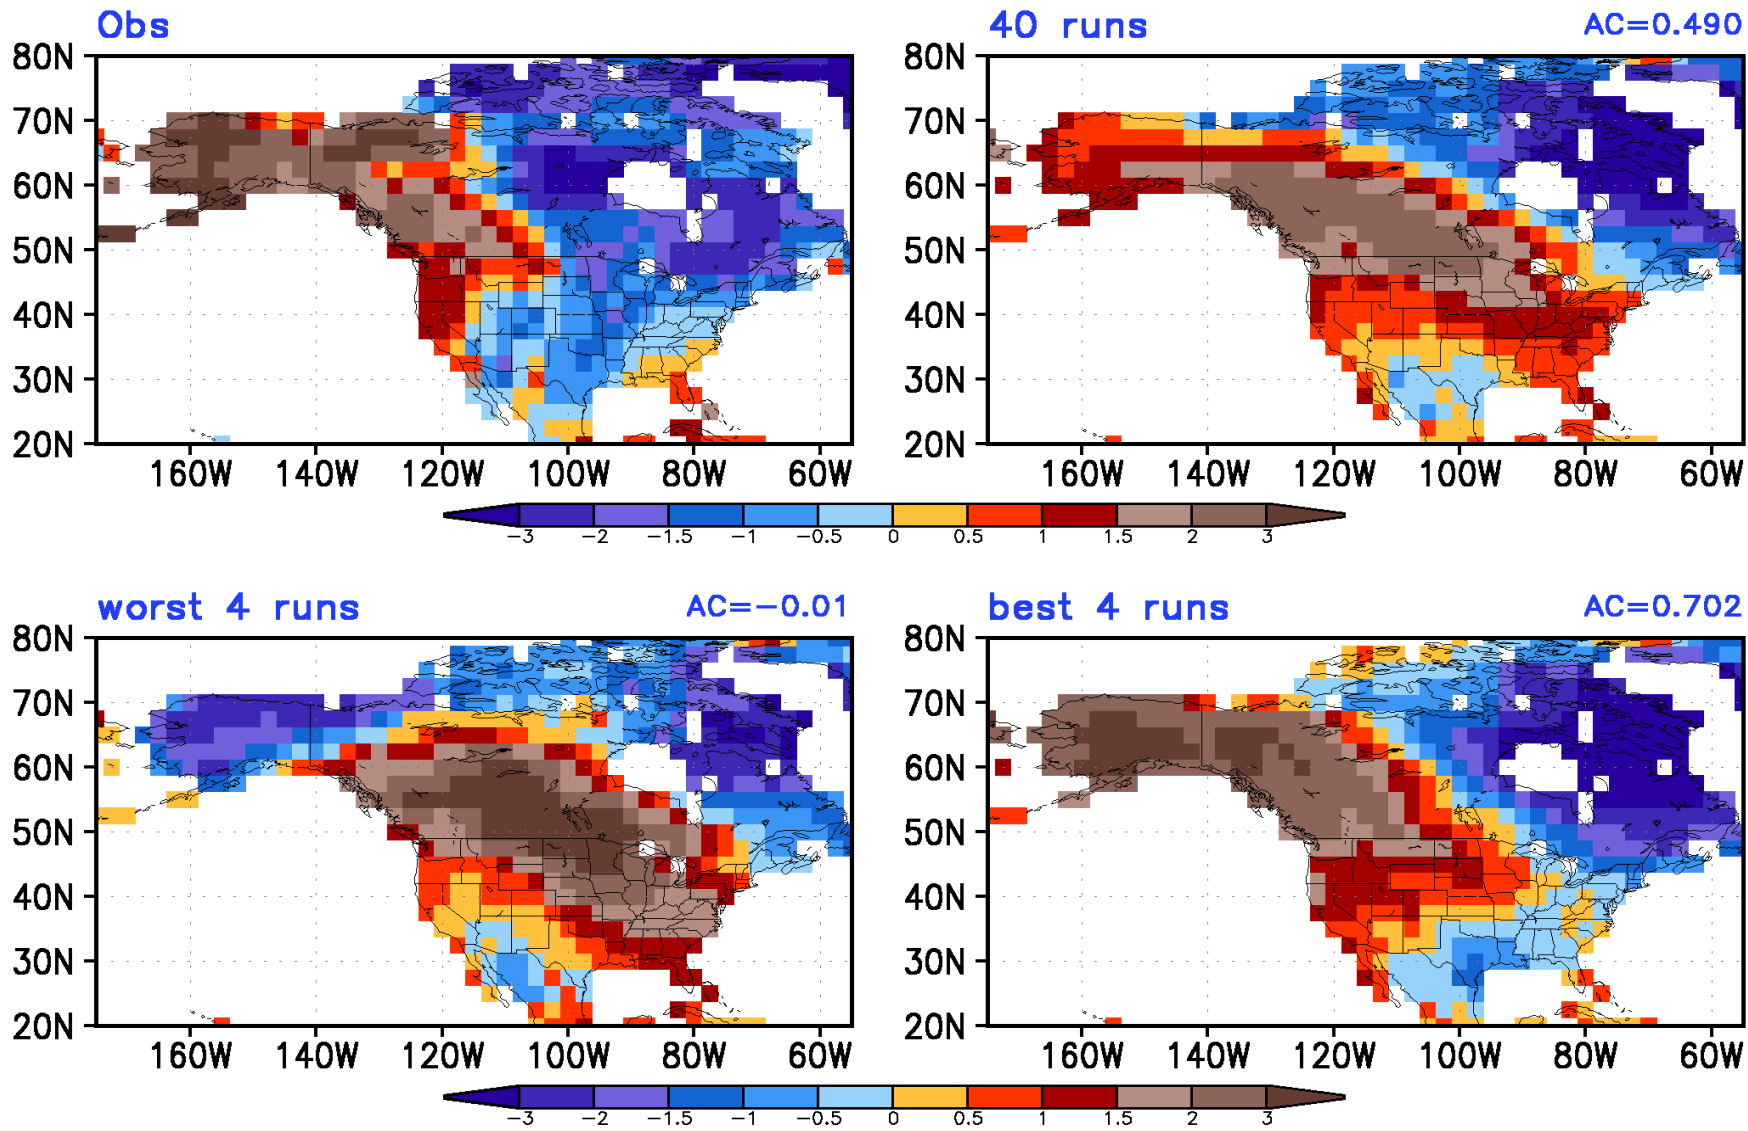 Obs
40 runs AC=0.490
80N 80N
70N 70N
60N 60N
50N 50N
40N 40N
30N 30N
20N 20N
160W 140W 120W 100W 80W 60W 160W 140W 120W 100W 80W 60W
-3 -2 -1.5 -1 -0.5 0 0.5 1 1.5 2 3
worst 4 runs AC=-0.01
best 4 runs AC=0.702
80N 80N
70N 70N
60N 60N
50N 50N
40N 40N
30N 30N
20N 20N
160W 140W 120W 100W 80W 60W 160W 140W 120W 100W 80W 60W
-3 -2 -1.5 -1 -0.5 0 0.5 1 1.5 2 3